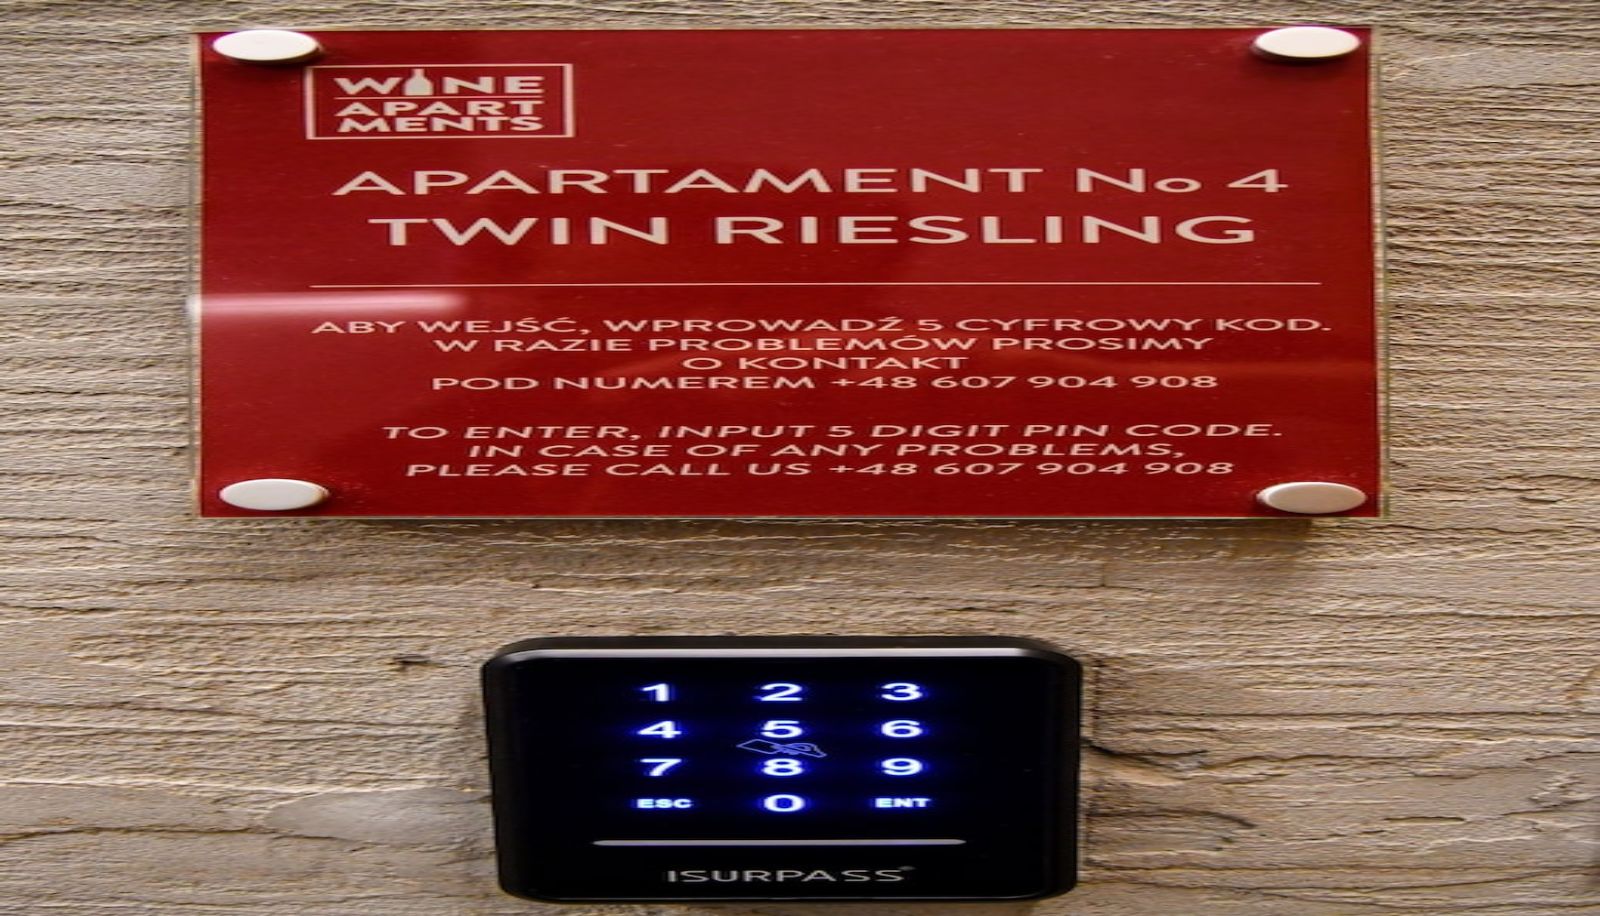 WINE
APART
MENTS
APARTAMENT No 4
TWIN RIESLING
ABY WEJŚĆ, WPROWADŹ 5 CYFROWY KOD.
W RAZIE PROBLEMÓW PROSIMY
O KONTAKT
POD NUMEREM +48 607 904 908
TO ENTER, INPUT 5 DIGIT PIN CODE.
IN CASE OF ANY PROBLEMS,
PLEASE CALL US +48 607 904 908
1 2 3
4 5 6
7 8 9
ESC 0 ENT
ISURPASS